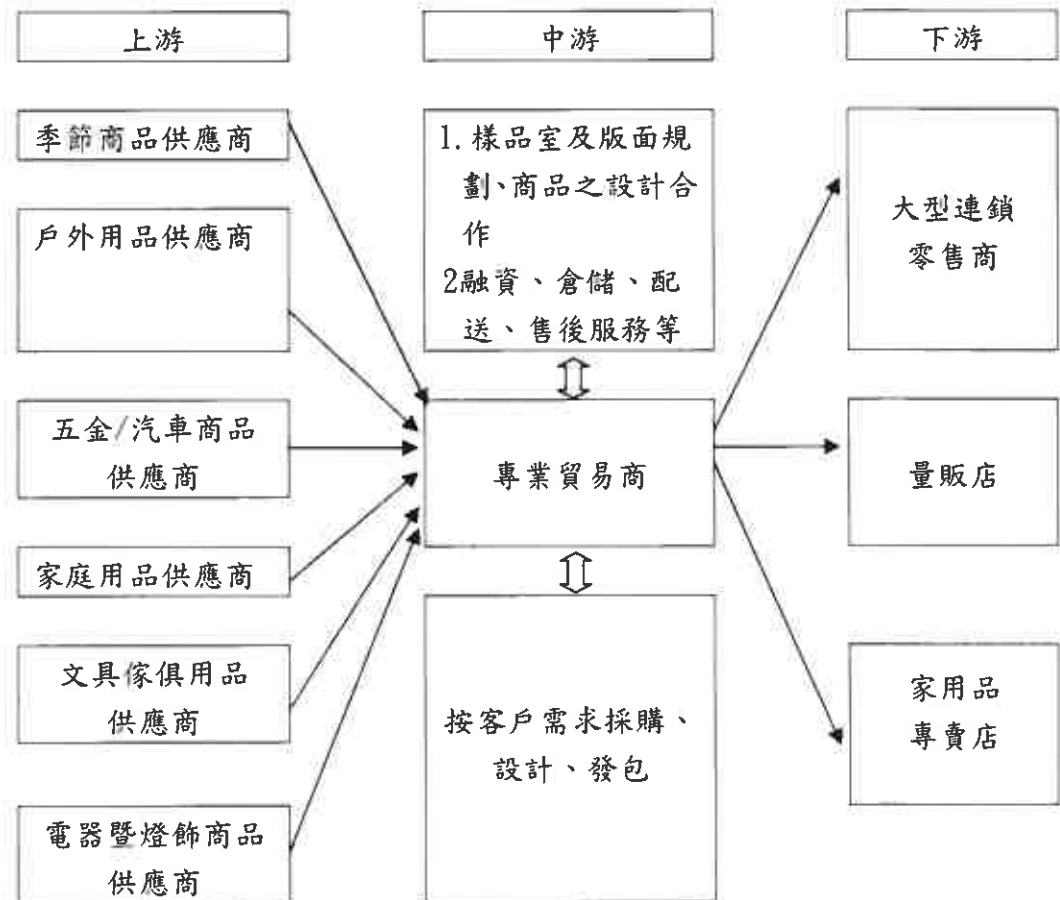 上游
中游
下游
季節商品供應商
戶外用品供應商
五金/汽車商品
供應商
家庭用品供應商
文具傢俱用品
供應商
電器暨燈飾商品
供應商
1. 樣品室及版面規
劃、商品之設計合
作
2融資、倉儲、配
送、售後服務等
專業貿易商
按客戶需求採購、
設計、發包
大型連鎖
零售商
量販店
家用品
專賣店